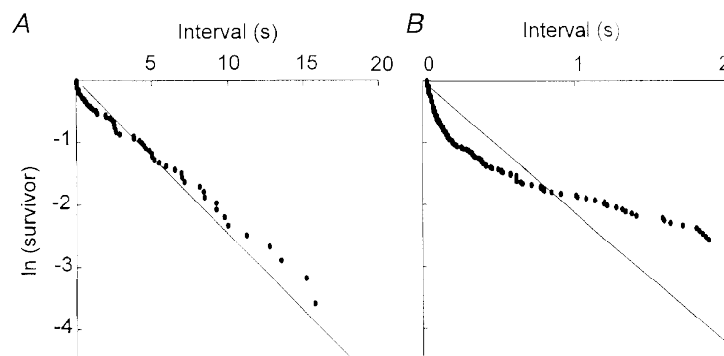 A
Interval (s)
5
10
15
20
ln (survivor)
-1
-2
-3
-4
B
Interval (s)
0
1
2